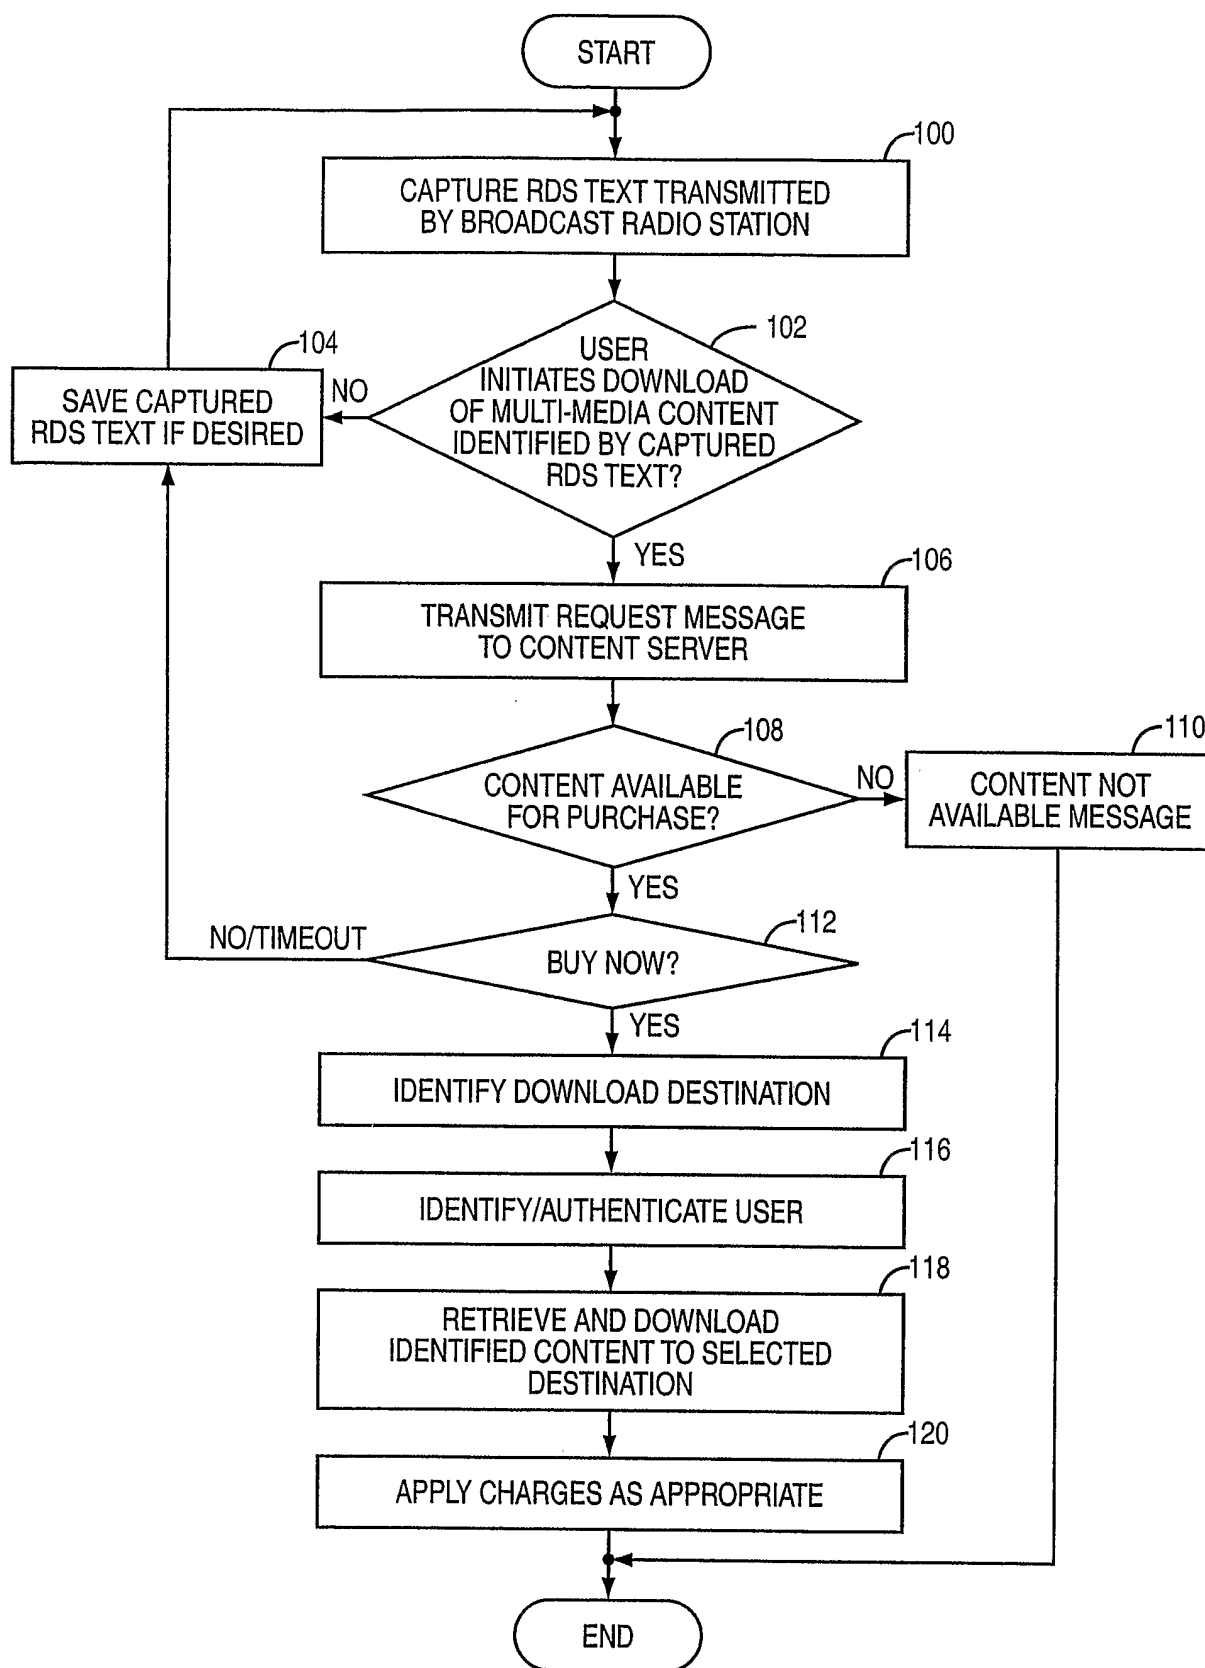 START
100
CAPTURE RDS TEXT TRANSMITTED
BY BROADCAST RADIO STATION
102
USER
INITIATES DOWNLOAD
OF MULTI-MEDIA CONTENT
IDENTIFIED BY CAPTURED
RDS TEXT?
104
NO
SAVE CAPTURED
RDS TEXT IF DESIRED
YES
106
TRANSMIT REQUEST MESSAGE
TO CONTENT SERVER
108
CONTENT AVAILABLE
FOR PURCHASE?
NO
110
CONTENT NOT
AVAILABLE MESSAGE
YES
112
NO/TIMEOUT
BUY NOW?
YES
114
IDENTIFY DOWNLOAD DESTINATION
116
IDENTIFY/AUTHENTICATE USER
118
RETRIEVE AND DOWNLOAD
IDENTIFIED CONTENT TO SELECTED
DESTINATION
120
APPLY CHARGES AS APPROPRIATE
END